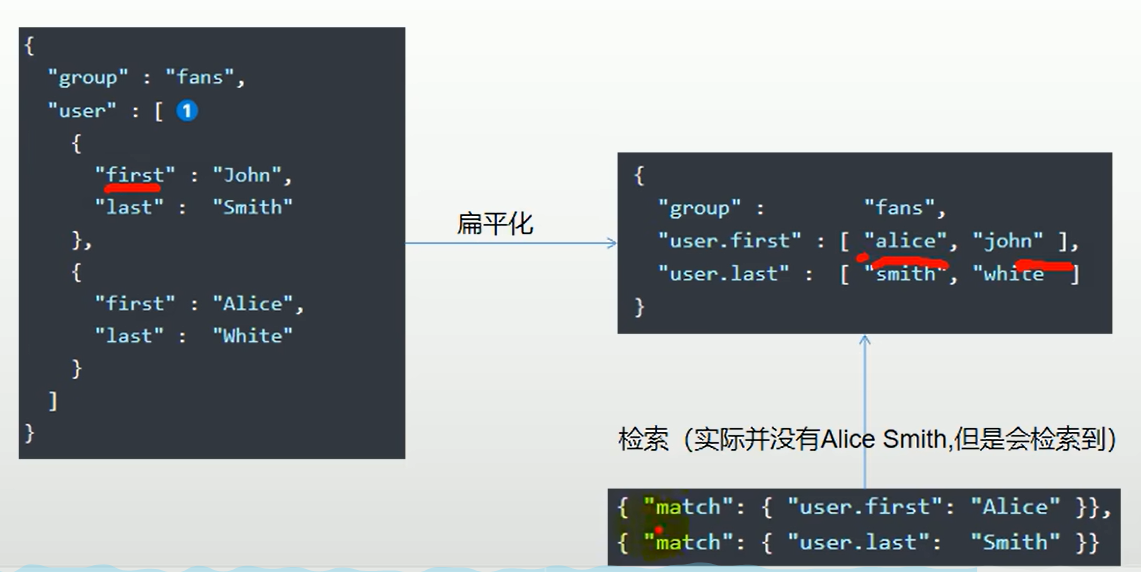 {
"group" : "fans",
"user" : [ 1
{
"first" : "John",
"last" : "Smith"
},
{
"first" : "Alice",
"last" : "White"
}
]
}
扁平化
{
"group" : "fans",
"user.first" : [ "alice", "john" ],
"user.last" : [ "smith", "white" ]
}
检索（实际并没有Alice Smith,但是会检索到）
{ "match": { "user.first": "Alice" }},
{ "match": { "user.last": "Smith" }}